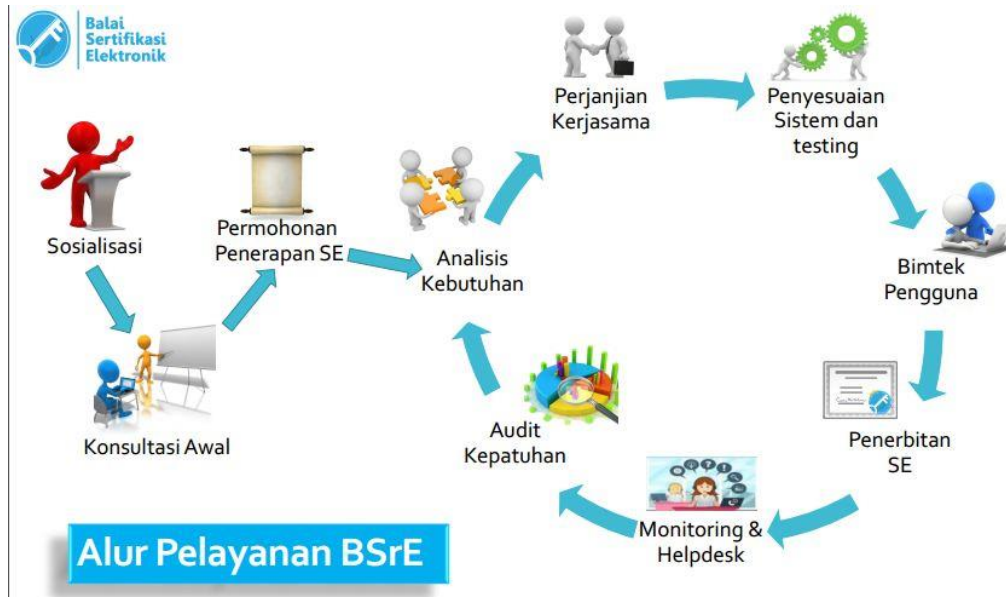 Balai
Sertifikasi
Elektronik
Sosialisasi
Konsultasi Awal
Permohonan
Penerapan SE
Analisis
Kebutuhan
Perjanjian
Kerjasama
Penyesuaian
Sistem dan
testing
Bimtek
Pengguna
Penerbitan
SE
Monitoring &
Helpdesk
Audit
Kepatuhan
Alur Pelayanan BSrE